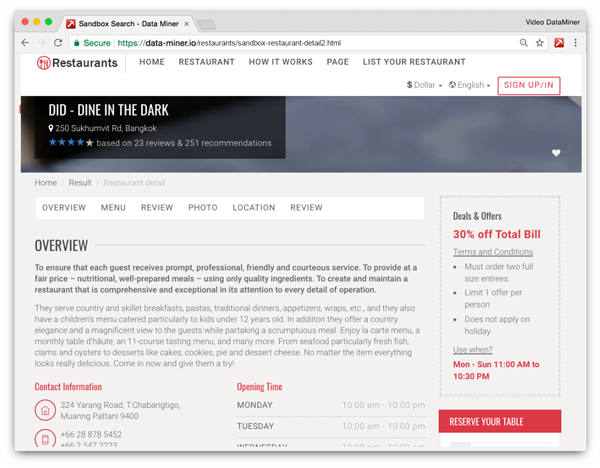 Sandbox Search - Data Miner
Video DataMiner
Secure
https://data-miner.io/restaurants/sandbox-restaurant-detail2.html
Restaurants
HOME RESTAURANT HOW IT WORKS PAGE LIST YOUR RESTAURANT
$ Dollar English SIGN UP/IN
DID - DINE IN THE DARK
250 Sukhumvit Rd, Bangkok
based on 23 reviews & 251 recommendations
Home / Result / Restaurant detail
OVERVIEW MENU REVIEW PHOTO LOCATION REVIEW
OVERVIEW
To ensure that each guest receives prompt, professional, friendly and courteous service. To provide at a
fair price – nutritional, well-prepared meals – using only quality ingredients. To create and maintain a
restaurant that is comprehensive and exceptional in its attention to every detail of operation.
They serve country and skillet breakfasts, pastas, traditional dinners, appetizers, wraps, etc., and they also
have a children's menu catered particularly to kids under 12 years old. In addiiton they offer a country
elegance and a magnificent view to the guests while partaking a scrumptuous meal. Enjoy la carte menu, a
monthly table d'hâute, an 11-course tasting menu, and many more. From seafood particularly fresh fish,
clams and oysters to desserts like cakes, cookies, pie and dessert cheese. No matter the item everything
looks really delicious. Come in now and give them a try!
Contact Information
324 Yarang Road, T.Chabangtigo,
Muanng Pattani 9400
+66 28 878 5452
+66 2 547 2223
Opening Time
MONDAY 10:00 am - 10:00 pm
TUESDAY 10:00 am - 10:00 pm
WEDNESDAY 10:00 am - 10:00 pm
Deals & Offers
30% off Total Bill
Terms and Conditions
Must order two full
size entrees.
Limit 1 offer per
person
Does not apply on
holiday.
Use when?
Mon - Sun 11:00 AM to
10:30 PM
RESERVE YOUR TABLE